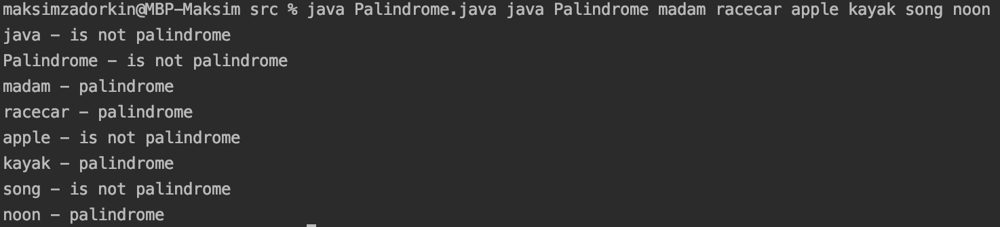 maksimzadorkin@MBP-Maksim src % java Palindrome.java java Palindrome madam racecar apple kayak song noon
java - is not palindrome
Palindrome - is not palindrome
madam - palindrome
racecar - palindrome
apple - is not palindrome
kayak - palindrome
song - is not palindrome
noon - palindrome